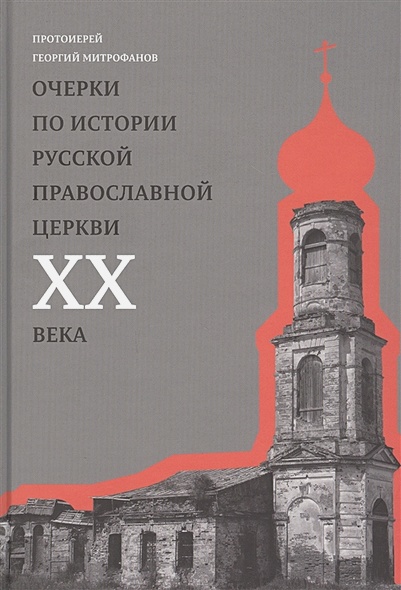 ПРОТОИЕРЕЙ
ГЕОРГИЙ МИТРОФАНОВ
ОЧЕРКИ
ПО ИСТОРИИ
РУССКОЙ
ПРАВОСЛАВНОЙ
ЦЕРКВИ
XX
ВЕКА